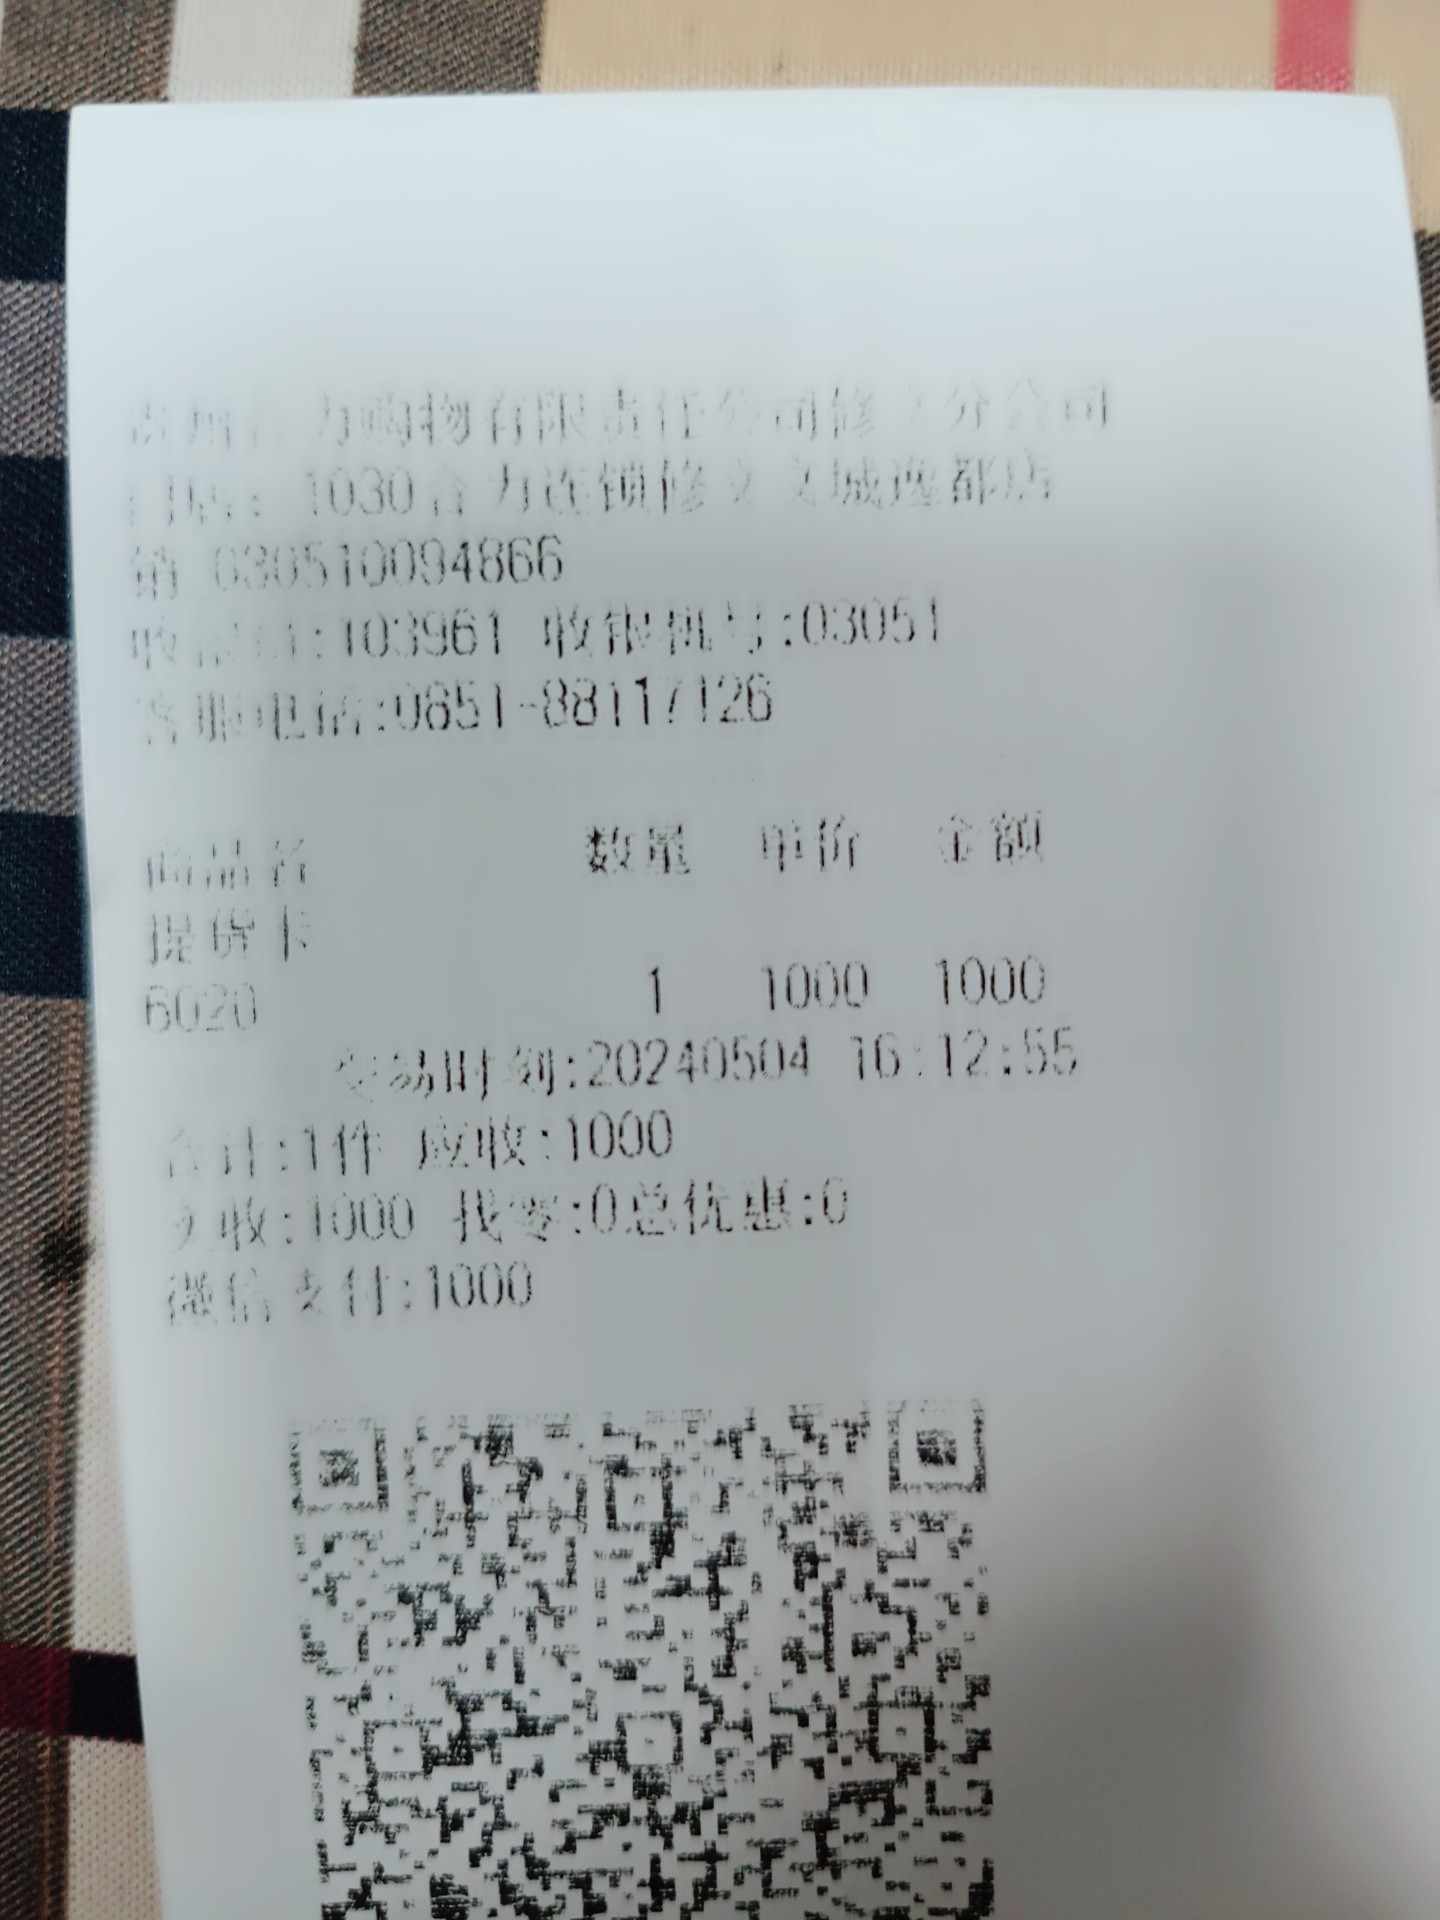 贵州合力购物有限责任公司修文分公司
门店: 1030合力连锁修文文城逸都店
销 030510094866
收银员:103961 收银机号:03051
客服电话:0851-88117126
商品名 数量 单价 金额
提货卡
6020 1 1000 1000
交易时刻:20240504 16:12:55
合计:1件 应收:1000
实收:1000 找零:0总优惠:0
微信支付:1000